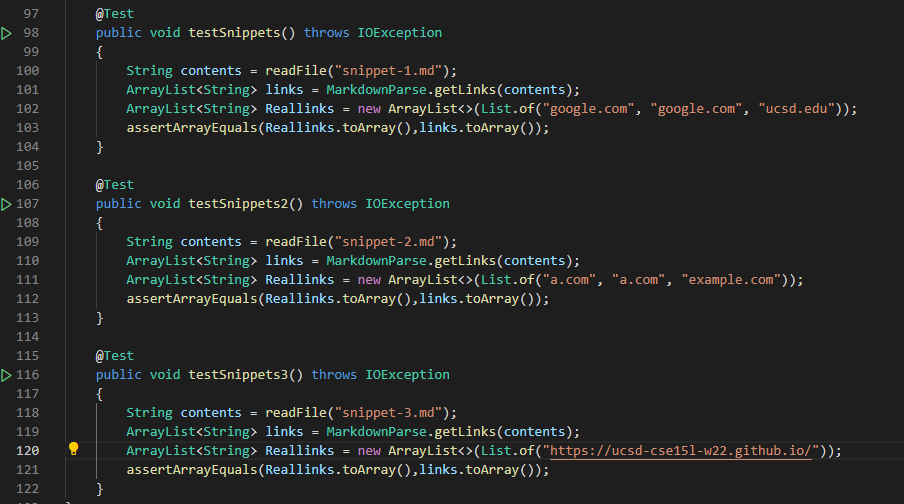 97 @Test
98 public void testSnippets() throws IOException
99 {
100 String contents = readFile("snippet-1.md");
101 ArrayList<String> links = MarkdownParse.getLinks(contents);
102 ArrayList<String> Reallinks = new ArrayList<>(List.of("google.com", "google.com", "ucsd.edu"));
103 assertArrayEquals(Reallinks.toArray(),links.toArray());
104 }
105
106 @Test
107 public void testSnippets2() throws IOException
108 {
109 String contents = readFile("snippet-2.md");
110 ArrayList<String> links = MarkdownParse.getLinks(contents);
111 ArrayList<String> Reallinks = new ArrayList<>(List.of("a.com", "a.com", "example.com"));
112 assertArrayEquals(Reallinks.toArray(),links.toArray());
113 }
114
115 @Test
116 public void testSnippets3() throws IOException
117 {
118 String contents = readFile("snippet-3.md");
119 ArrayList<String> links = MarkdownParse.getLinks(contents);
120 ArrayList<String> Reallinks = new ArrayList<>(List.of("https://ucsd-cse15l-w22.github.io/"));
121 assertArrayEquals(Reallinks.toArray(),links.toArray());
122 }